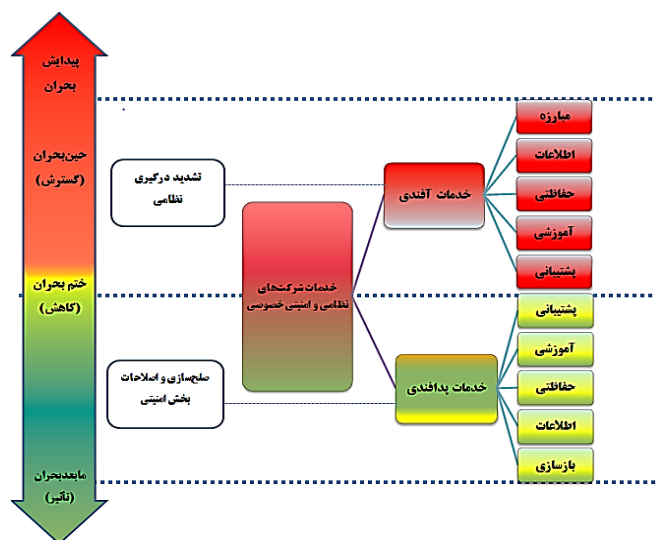 پیدایش
بحران
حین‌بحران
(گسترش)
ختم بحران
(کاهش)
مابعدبحران
(تأثیر)
تشدید درگیری
نظامی
صلح‌سازی و اصلاحات
بخش امنیتی
خدمات شرکت‌های
نظامی و امنیتی خصوصی
خدمات آفندی
خدمات پدافندی
مبارزه
اطلاعات
حفاظتی
آموزشی
پشتیبانی
پشتیبانی
آموزشی
حفاظتی
اطلاعات
بازسازی